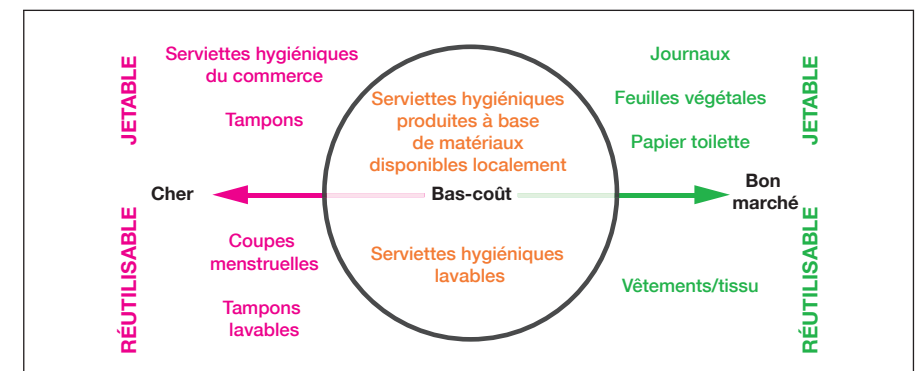 JETABLE
Serviettes hygiéniques
du commerce
Tampons
Serviettes hygiéniques
produites à base
de matériaux
disponibles localement
Journaux
Feuilles végétales
Papier toilette
JETABLE
Cher
Bas-coût
Bon
marché
RÉUTILISABLE
Coupes
menstruelles
Tampons
lavables
Serviettes hygiéniques
lavables
Vêtements/tissu
RÉUTILISABLE